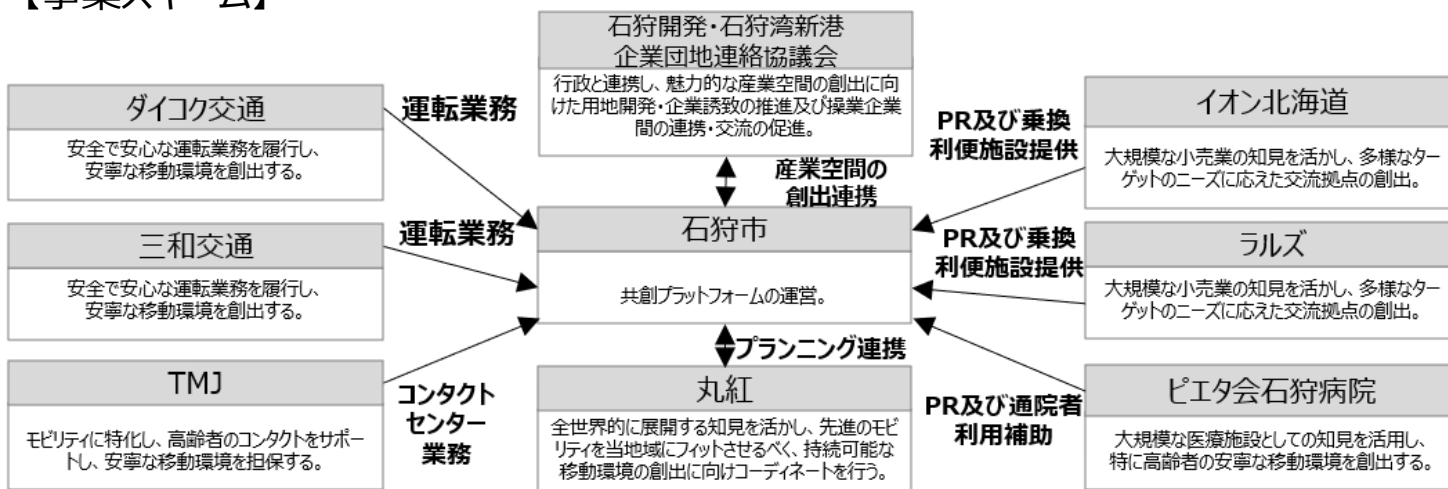 【事業スキーム】
石狩開発・石狩湾新港
企業団地連絡協議会
行政と連携し、魅力的な産業空間の創出に向
けた用地開発・企業誘致の推進及び操業企業
間の連携・交流の促進。
ダイコク交通
安全で安心な運転業務を履行し、
安寧な移動環境を創出する。
運転業務
三和交通
安全で安心な運転業務を履行し、
安寧な移動環境を創出する。
運転業務
TMJ
モビリティに特化し、高齢者のコンタクトをサポー
トし、安寧な移動環境を担保する。
コンタクト
センター
業務
産業空間の
創出連携
石狩市
共創プラットフォームの運営。
プランニング連携
丸紅
全世界的に展開する知見を活かし、先進のモビ
リティを当地域にフィットさせるべく、持続可能な
移動環境の創出に向けコーディネートを行う。
PR及び乗換
利便施設提供
イオン北海道
大規模な小売業の知見を活かし、多様なター
ゲットのニーズに応えた交流拠点の創出。
PR及び乗換
利便施設提供
ラルズ
大規模な小売業の知見を活かし、多様なター
ゲットのニーズに応えた交流拠点の創出。
PR及び通院者
利用補助
ピエタ会石狩病院
大規模な医療施設としての知見を活用し、
特に高齢者の安寧な移動環境を創出する。